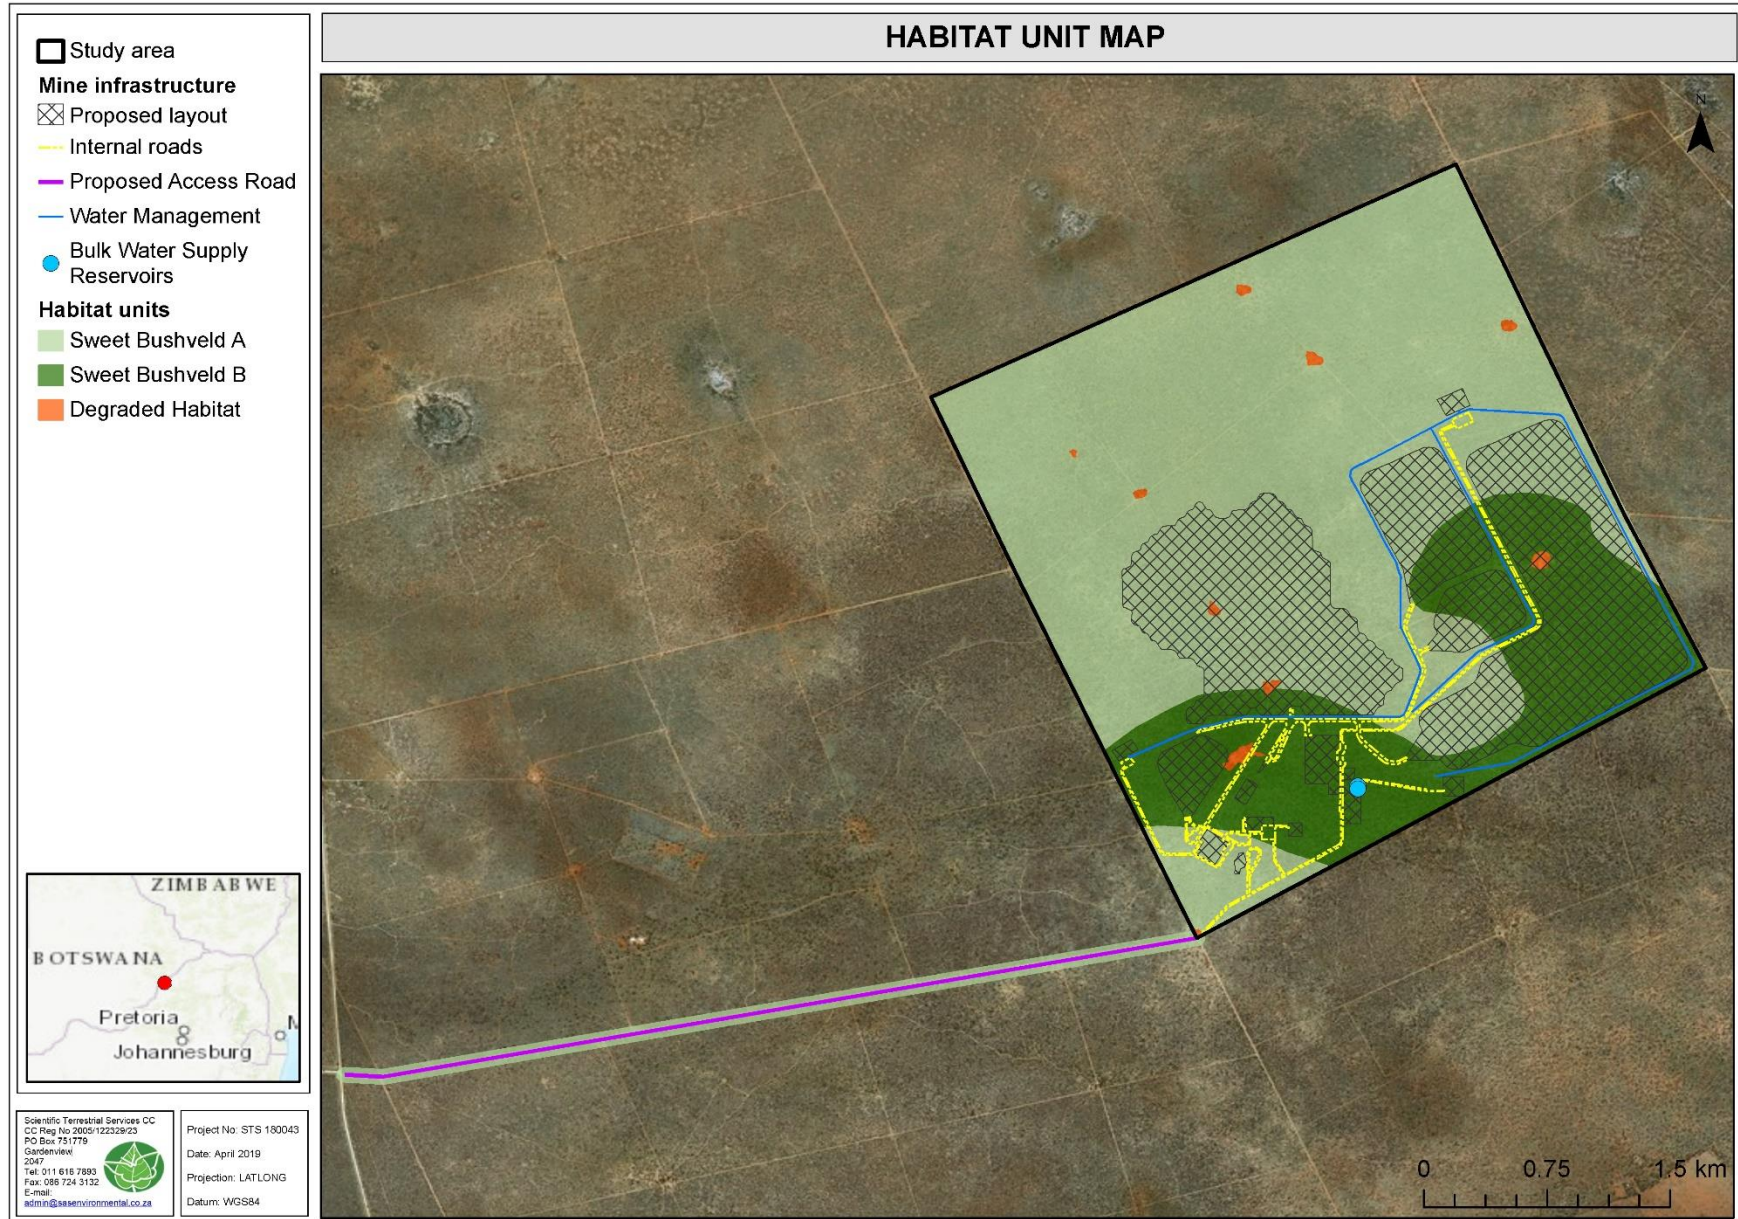 HABITAT UNIT MAP
Study area
Mine infrastructure
Proposed layout
Internal roads
Proposed Access Road
Water Management
Bulk Water Supply
Reservoirs
Habitat units
Sweet Bushveld A
Sweet Bushveld B
Degraded Habitat
N
ZIMBABWE
BOTSWANA
Pretoria
Johannesburg
M
Scientific Terrestrial Services CC
CC Reg No 2005/122329/23
PO Box 751779
Gardenview
2047
Tel: 011 616 7893
Fax: 086 724 3132
E-mail:
admin@sasenvironmental.co.za
Project No: STS 180043
Date: April 2019
Projection: LATLONG
Datum: WGS84
0 0.75 1.5 km